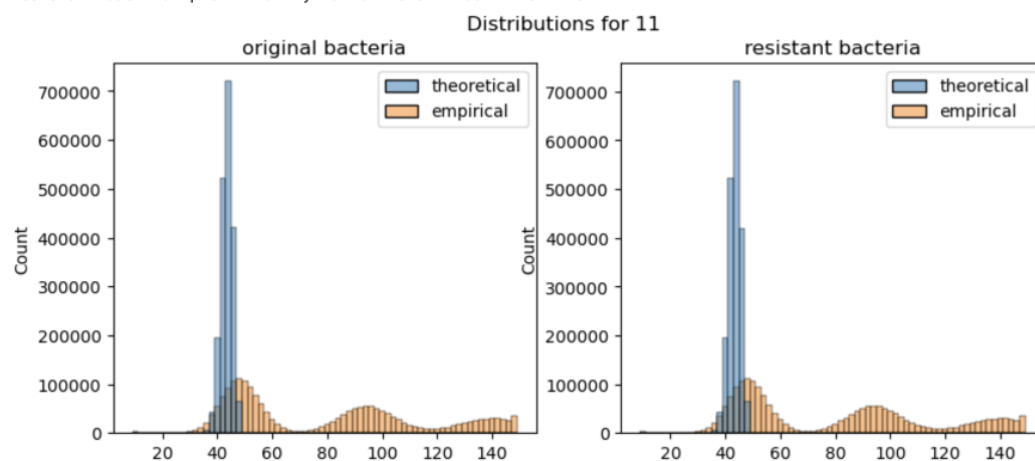 Distributions for 11
original bacteria
resistant bacteria
theoretical
empirical
theoretical
empirical
Count
700000
600000
500000
400000
300000
200000
100000
0
20 40 60 80 100 120 140
Count
700000
600000
500000
400000
300000
200000
100000
0
20 40 60 80 100 120 140